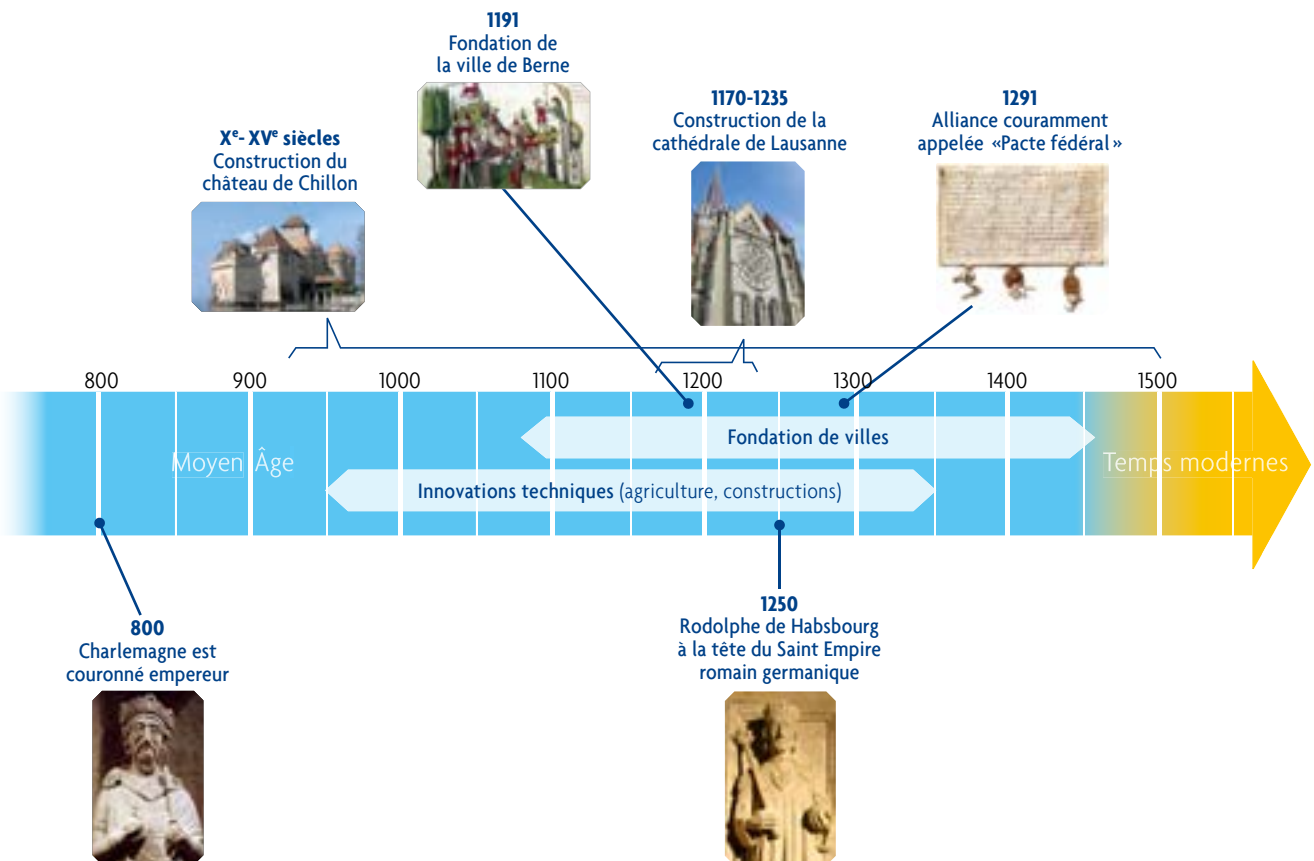 1191
Fondation de
la ville de Berne
Xe- XVe siècles
Construction du
château de Chillon
1170-1235
Construction de la
cathédrale de Lausanne
1291
Alliance couramment
appelée «Pacte fédéral»
800 900 1000 1100 1200 1300 1400 1500
Fondation de villes
Moyen Âge
Temps modernes
Innovations techniques (agriculture, constructions)
800
Charlemagne est
couronné empereur
1250
Rodolphe de Habsbourg
à la tête du Saint Empire
romain germanique